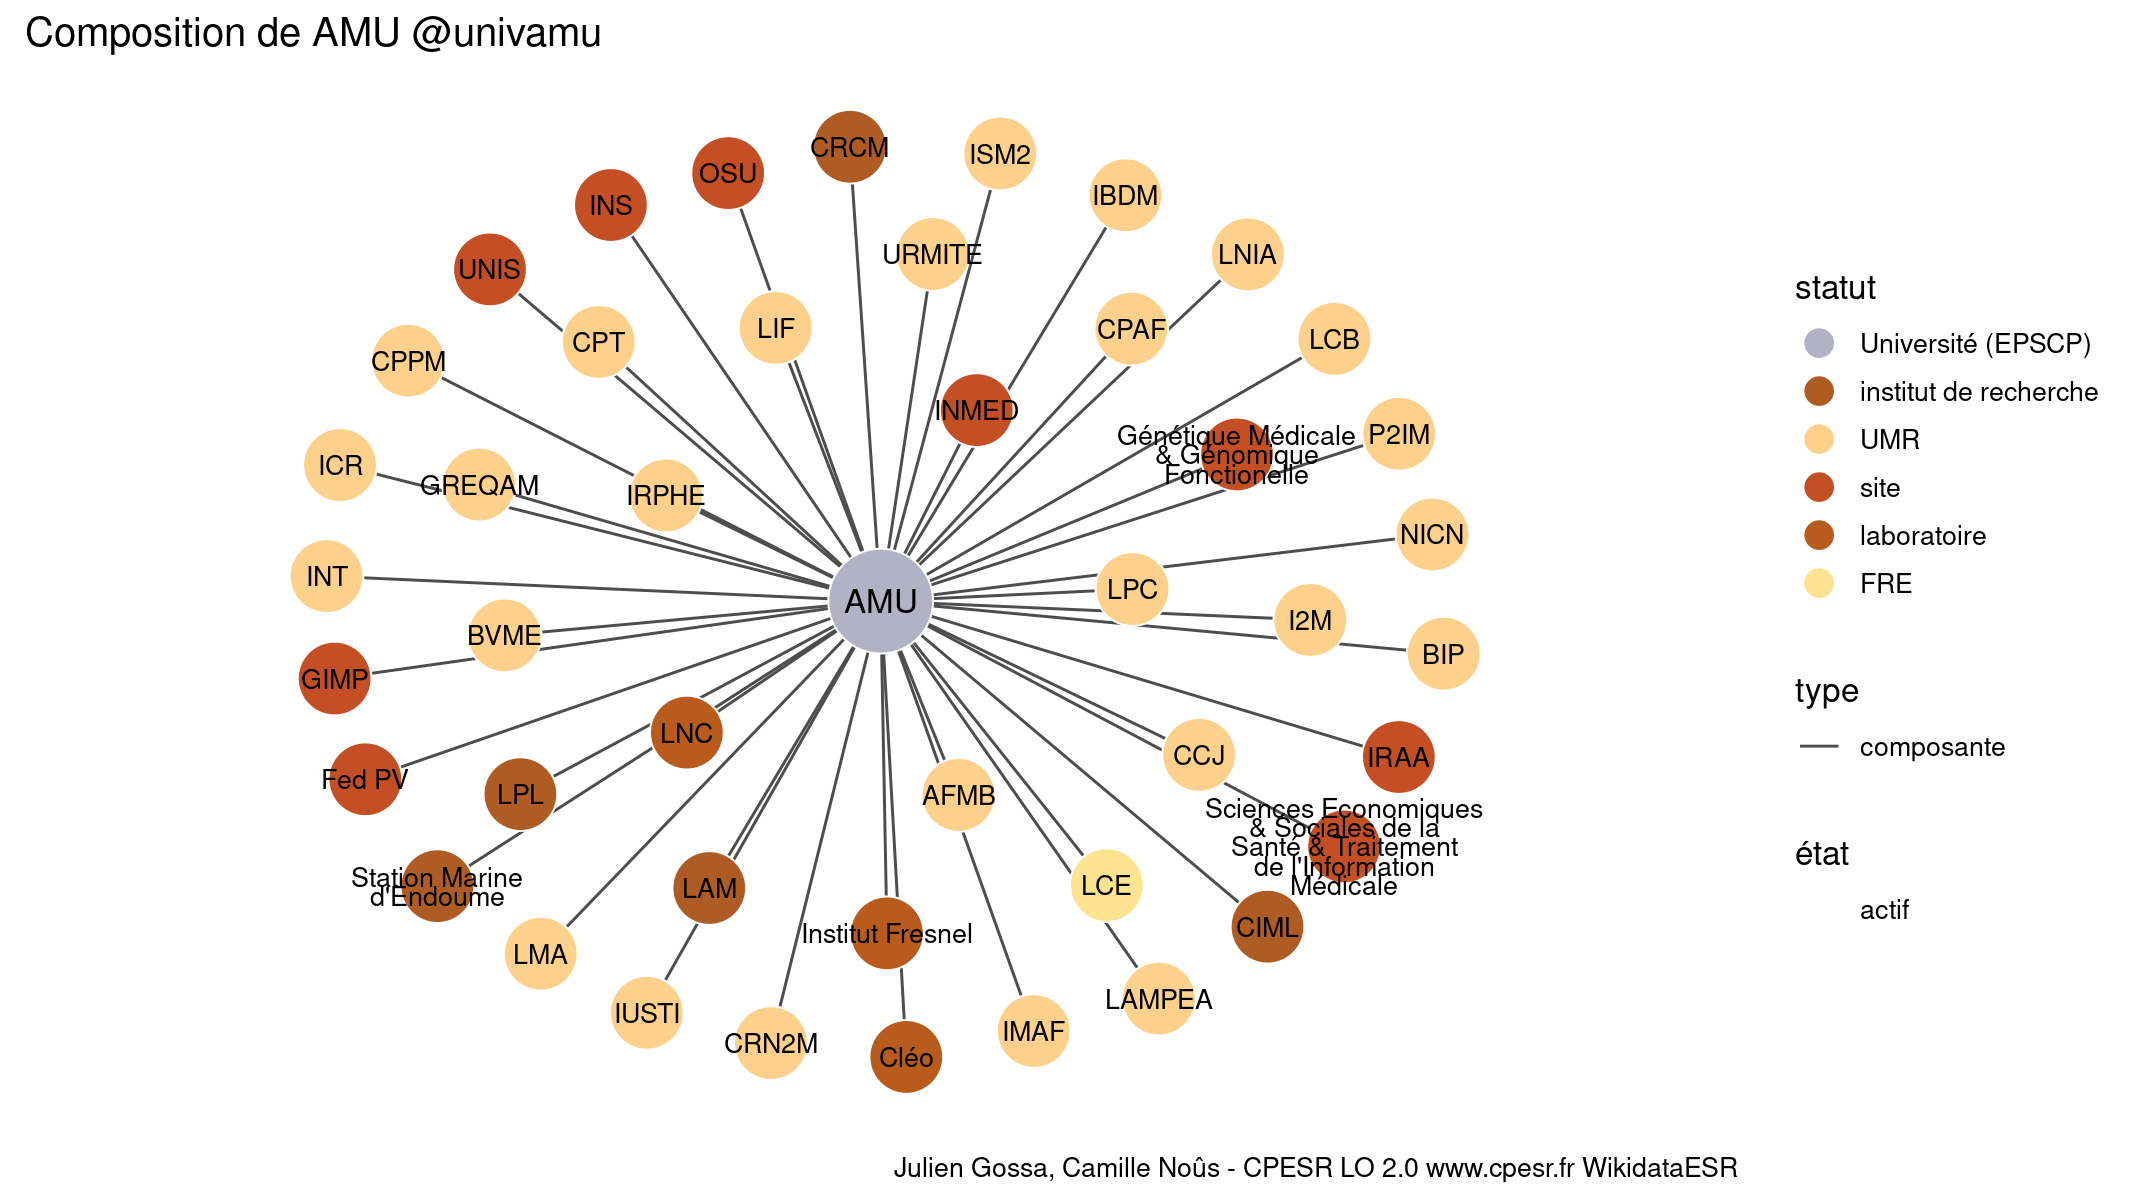 Composition de AMU @univamu
CRCM
ISM2
OSU
IBDM
INS
URMITE
LNIA
UNIS
LIF
CPAF
CPT
LCB
CPPM
INMED
P2IM
Génétique Médicale
& Génomique
Fonctionelle
ICR
GREQAM
IRPHE
NICN
INT
LPC
AMU
I2M
BVME
BIP
GIMP
LNC
CCJ
IRAA
Fed PV
LPL
AFMB
Sciences Economiques
& Sociales de la
Santé & Traitement
de l'Information
Médicale
Station Marine
d'Endoume
LAM
LCE
CIML
Institut Fresnel
LMA
LAMPEA
IUSTI
IMAF
CRN2M
Cléo
statut
Université (EPSCP)
institut de recherche
UMR
site
laboratoire
FRE
type
composante
état
actif
Julien Gossa, Camille Noûs - CPESR LO 2.0 www.cpesr.fr WikidataESR